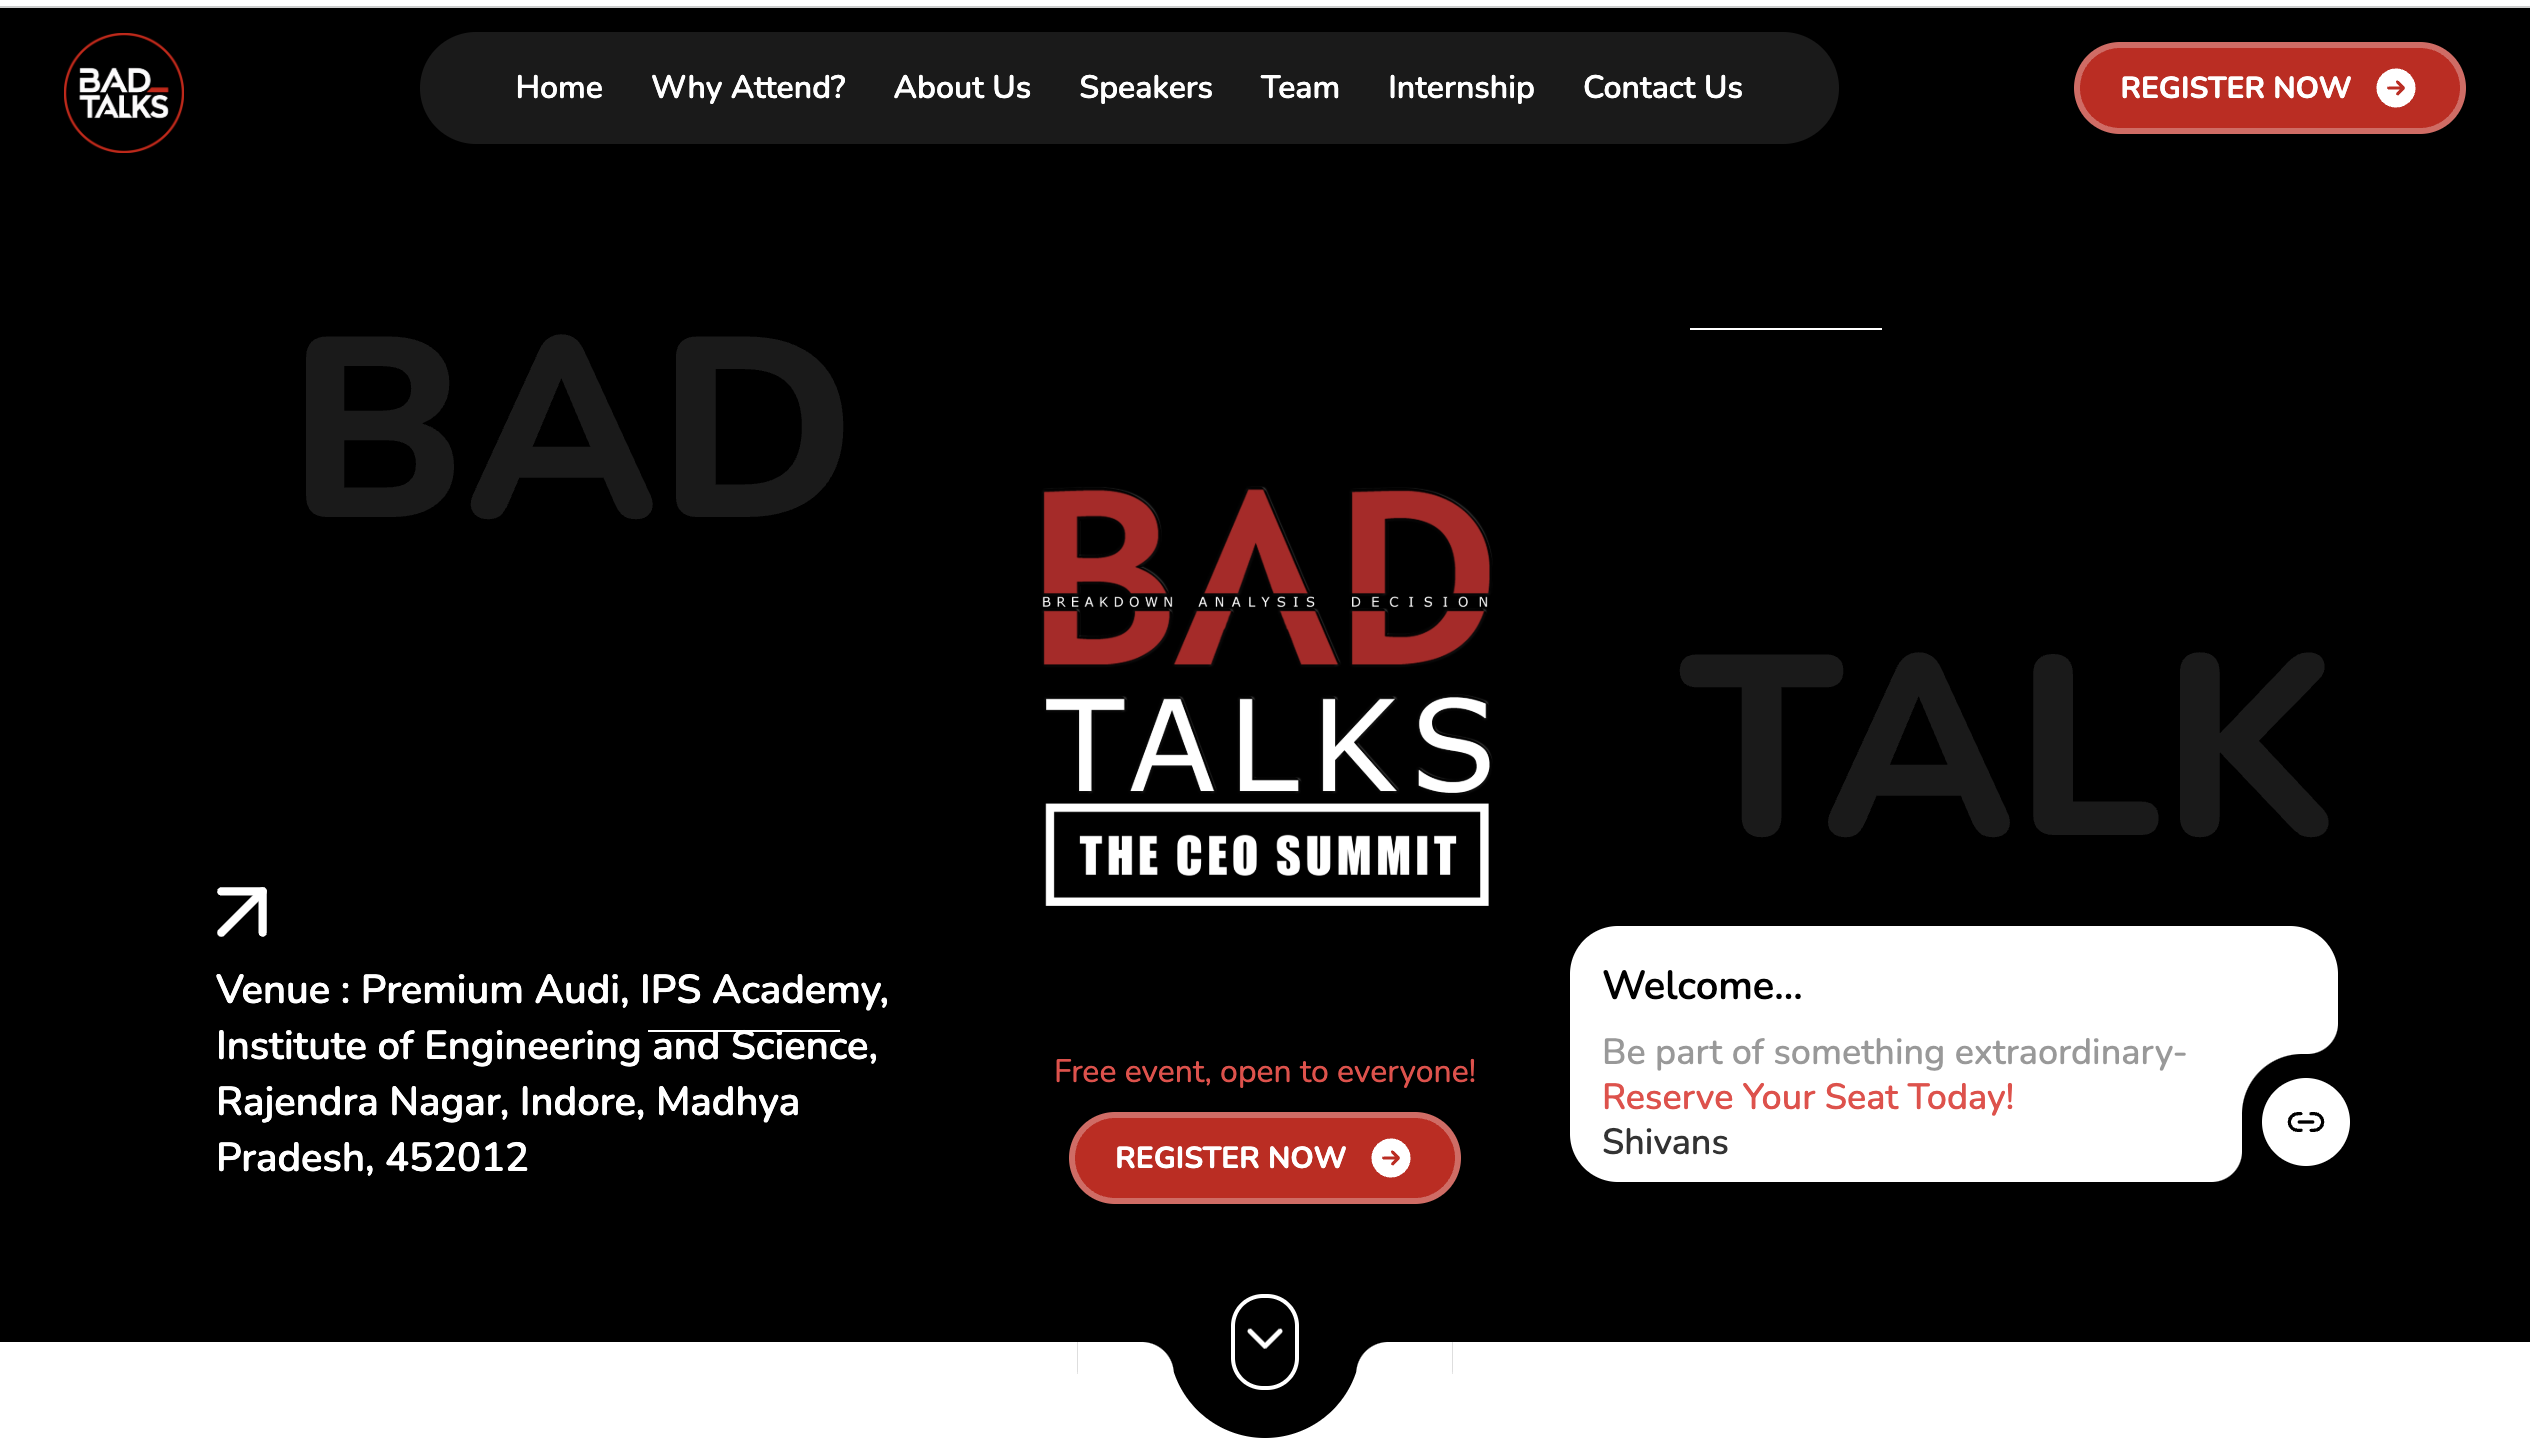 BAD_
TALKS
Home Why Attend? About Us Speakers Team Internship Contact Us
REGISTER NOW
BAD
BAD
BREAKDOWN ANALYSIS DECISION
TALKS
THE CEO SUMMIT
TALK
Venue : Premium Audi, IPS Academy,
Institute of Engineering and Science,
Rajendra Nagar, Indore, Madhya
Pradesh, 452012
Free event, open to everyone!
REGISTER NOW
Welcome...
Be part of something extraordinary-
Reserve Your Seat Today!
Shivans